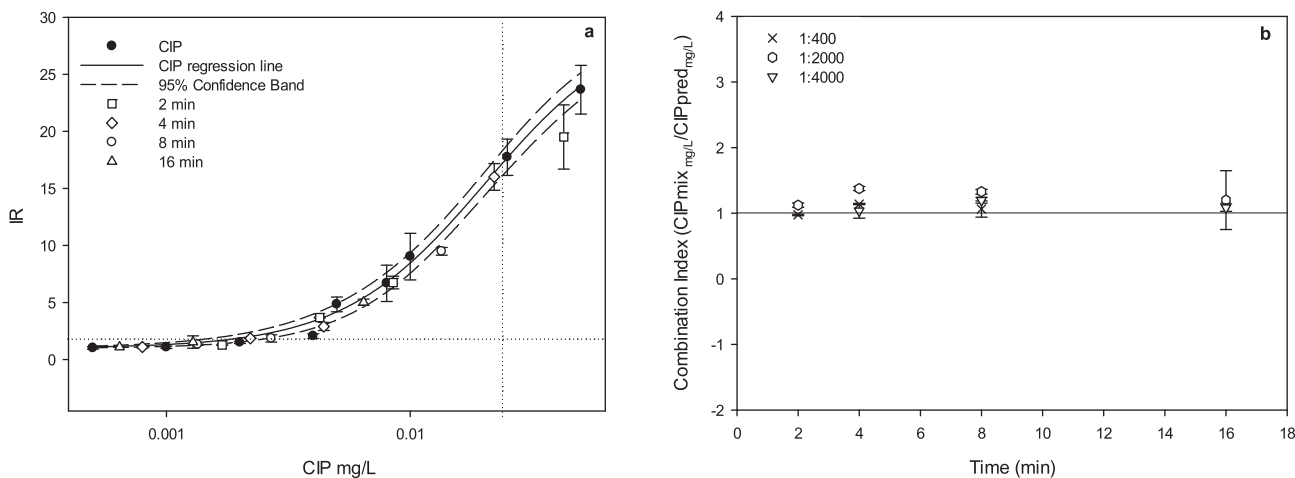 30
25
20
15
10
5
0
IR
a
CIP
CIP regression line
95% Confidence Band
2 min
4 min
8 min
16 min
0.001
0.01
CIP mg/L
4
3
2
1
0
-1
-2
Combination Index (CIPmix mg/L/CIPpred mg/L)
b
1:400
1:2000
1:4000
0 2 4 6 8 10 12 14 16 18
Time (min)